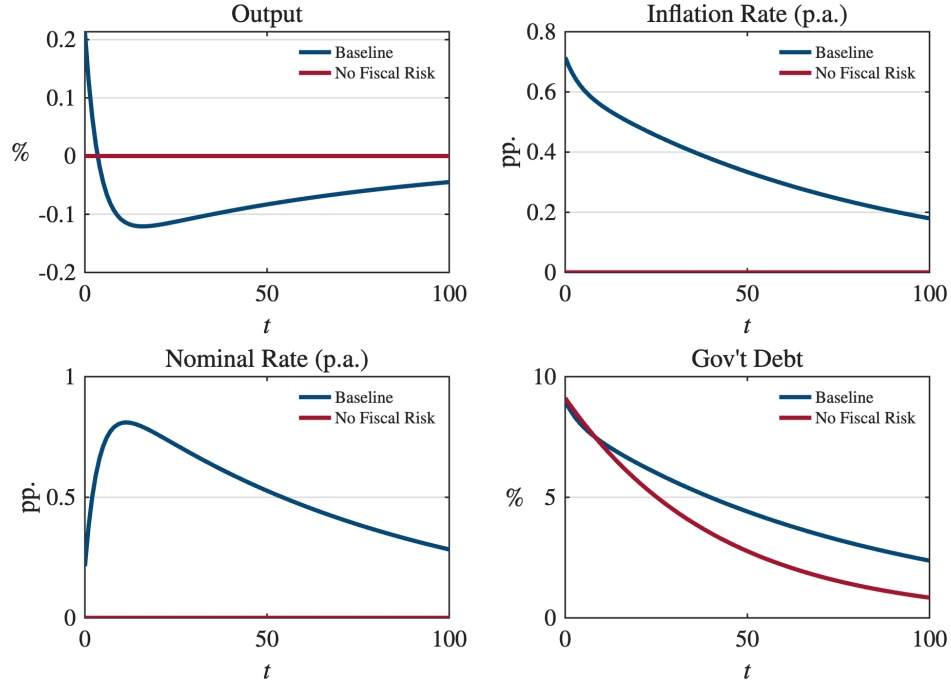 Output
0.2
0.1
0
-0.1
-0.2
%
0
50
100
t
Baseline
No Fiscal Risk
Inflation Rate (p.a.)
0.8
0.6
0.4
0.2
0
pp.
0
50
100
t
Baseline
No Fiscal Risk
Nominal Rate (p.a.)
1
0.5
0
pp.
0
50
100
t
Baseline
No Fiscal Risk
Gov't Debt
10
5
0
%
0
50
100
t
Baseline
No Fiscal Risk